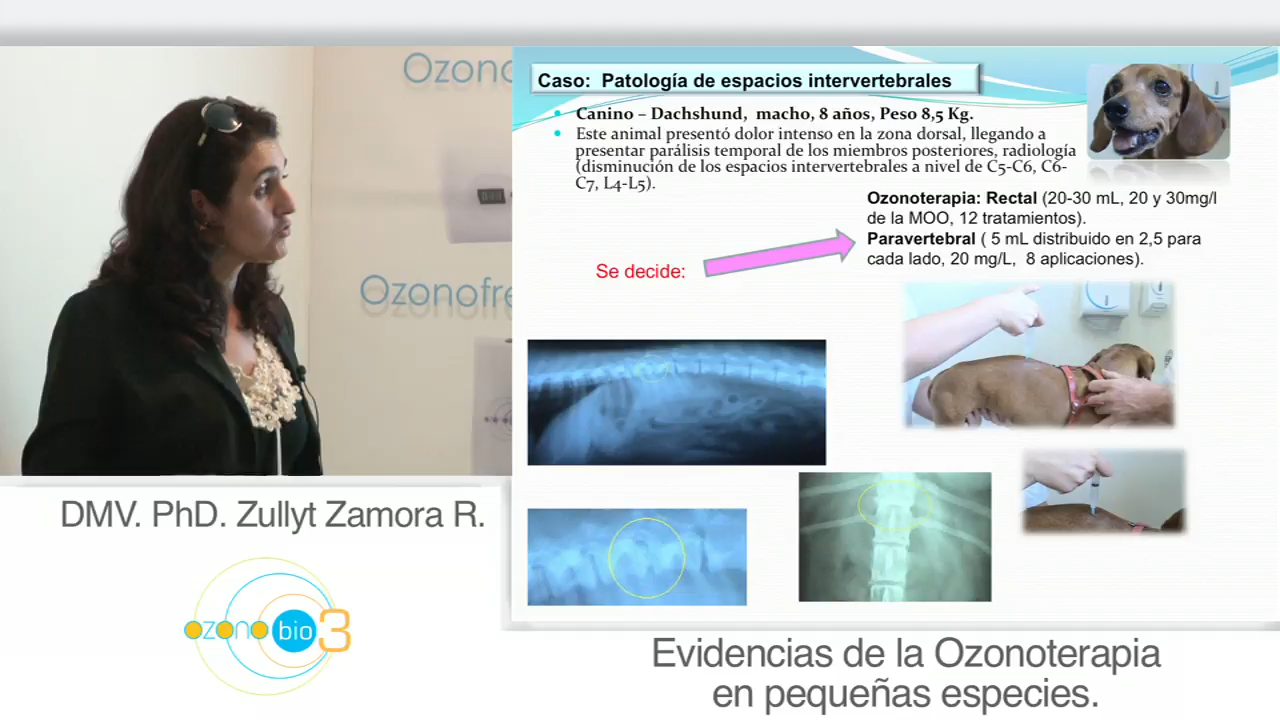 Ozono
Ozonofre
Caso: Patología de espacios intervertebrales
Canino – Dachshund, macho, 8 años, Peso 8,5 Kg.
Este animal presentó dolor intenso en la zona dorsal, llegando a
presentar parálisis temporal de los miembros posteriores, radiología
(disminución de los espacios intervertebrales a nivel de C5-C6, C6-
C7, L4-L5).
Ozonoterapia: Rectal (20-30 mL, 20 y 30mg/l
de la MOO, 12 tratamientos).
Paravertebral ( 5 mL distribuido en 2,5 para
cada lado, 20 mg/L, 8 aplicaciones).
Se decide:
DMV. PhD. Zullyt Zamora R.
ozono bio 3
Evidencias de la Ozonoterapia
en pequeñas especies.